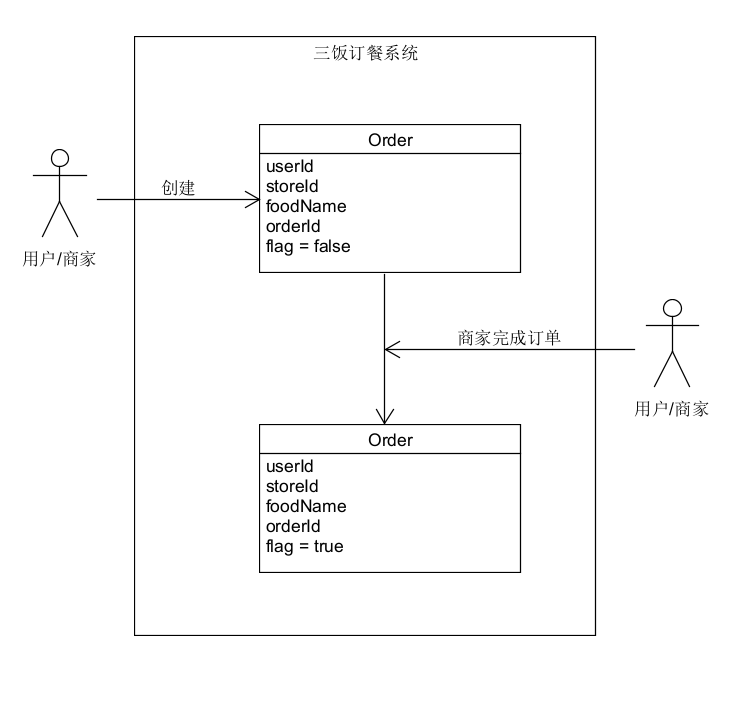 三饭订餐系统
Order
userId
storeId
foodName
orderId
flag = false
创建
用户/商家
商家完成订单
用户/商家
Order
userId
storeId
foodName
orderId
flag = true